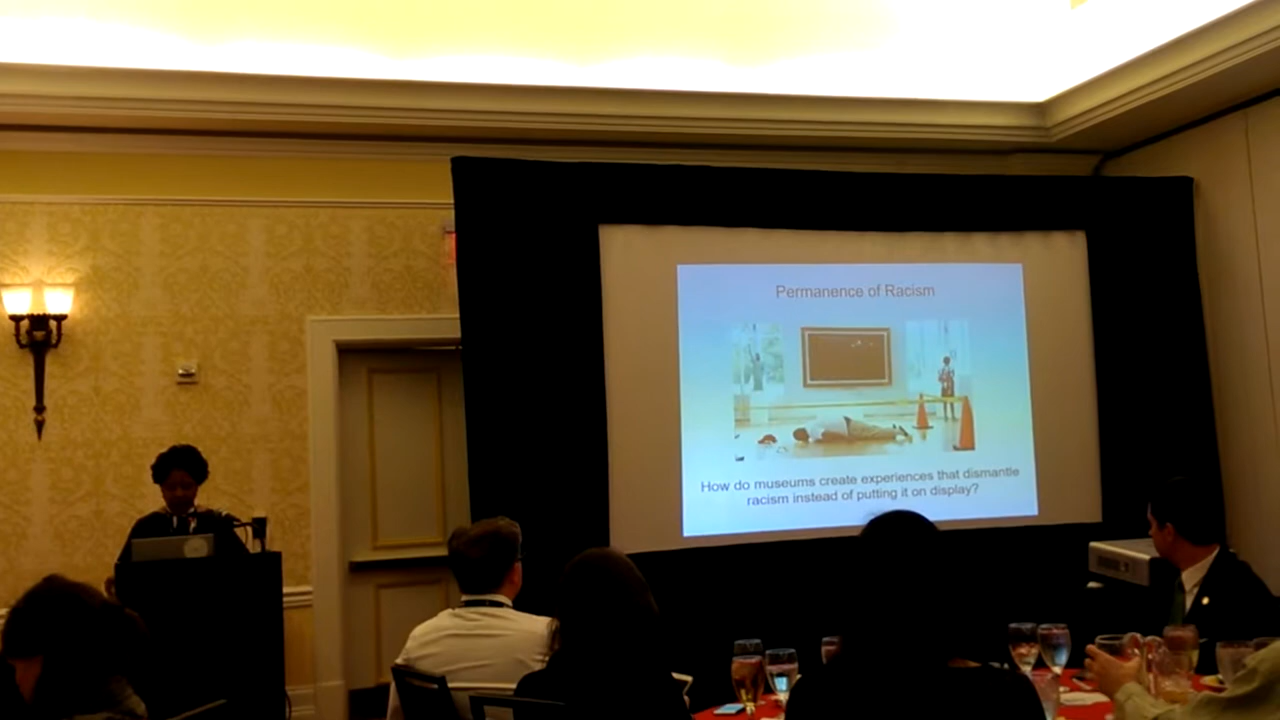 Permanence of Racism
How do museums create experiences that dismantle
racism instead of putting it on display?